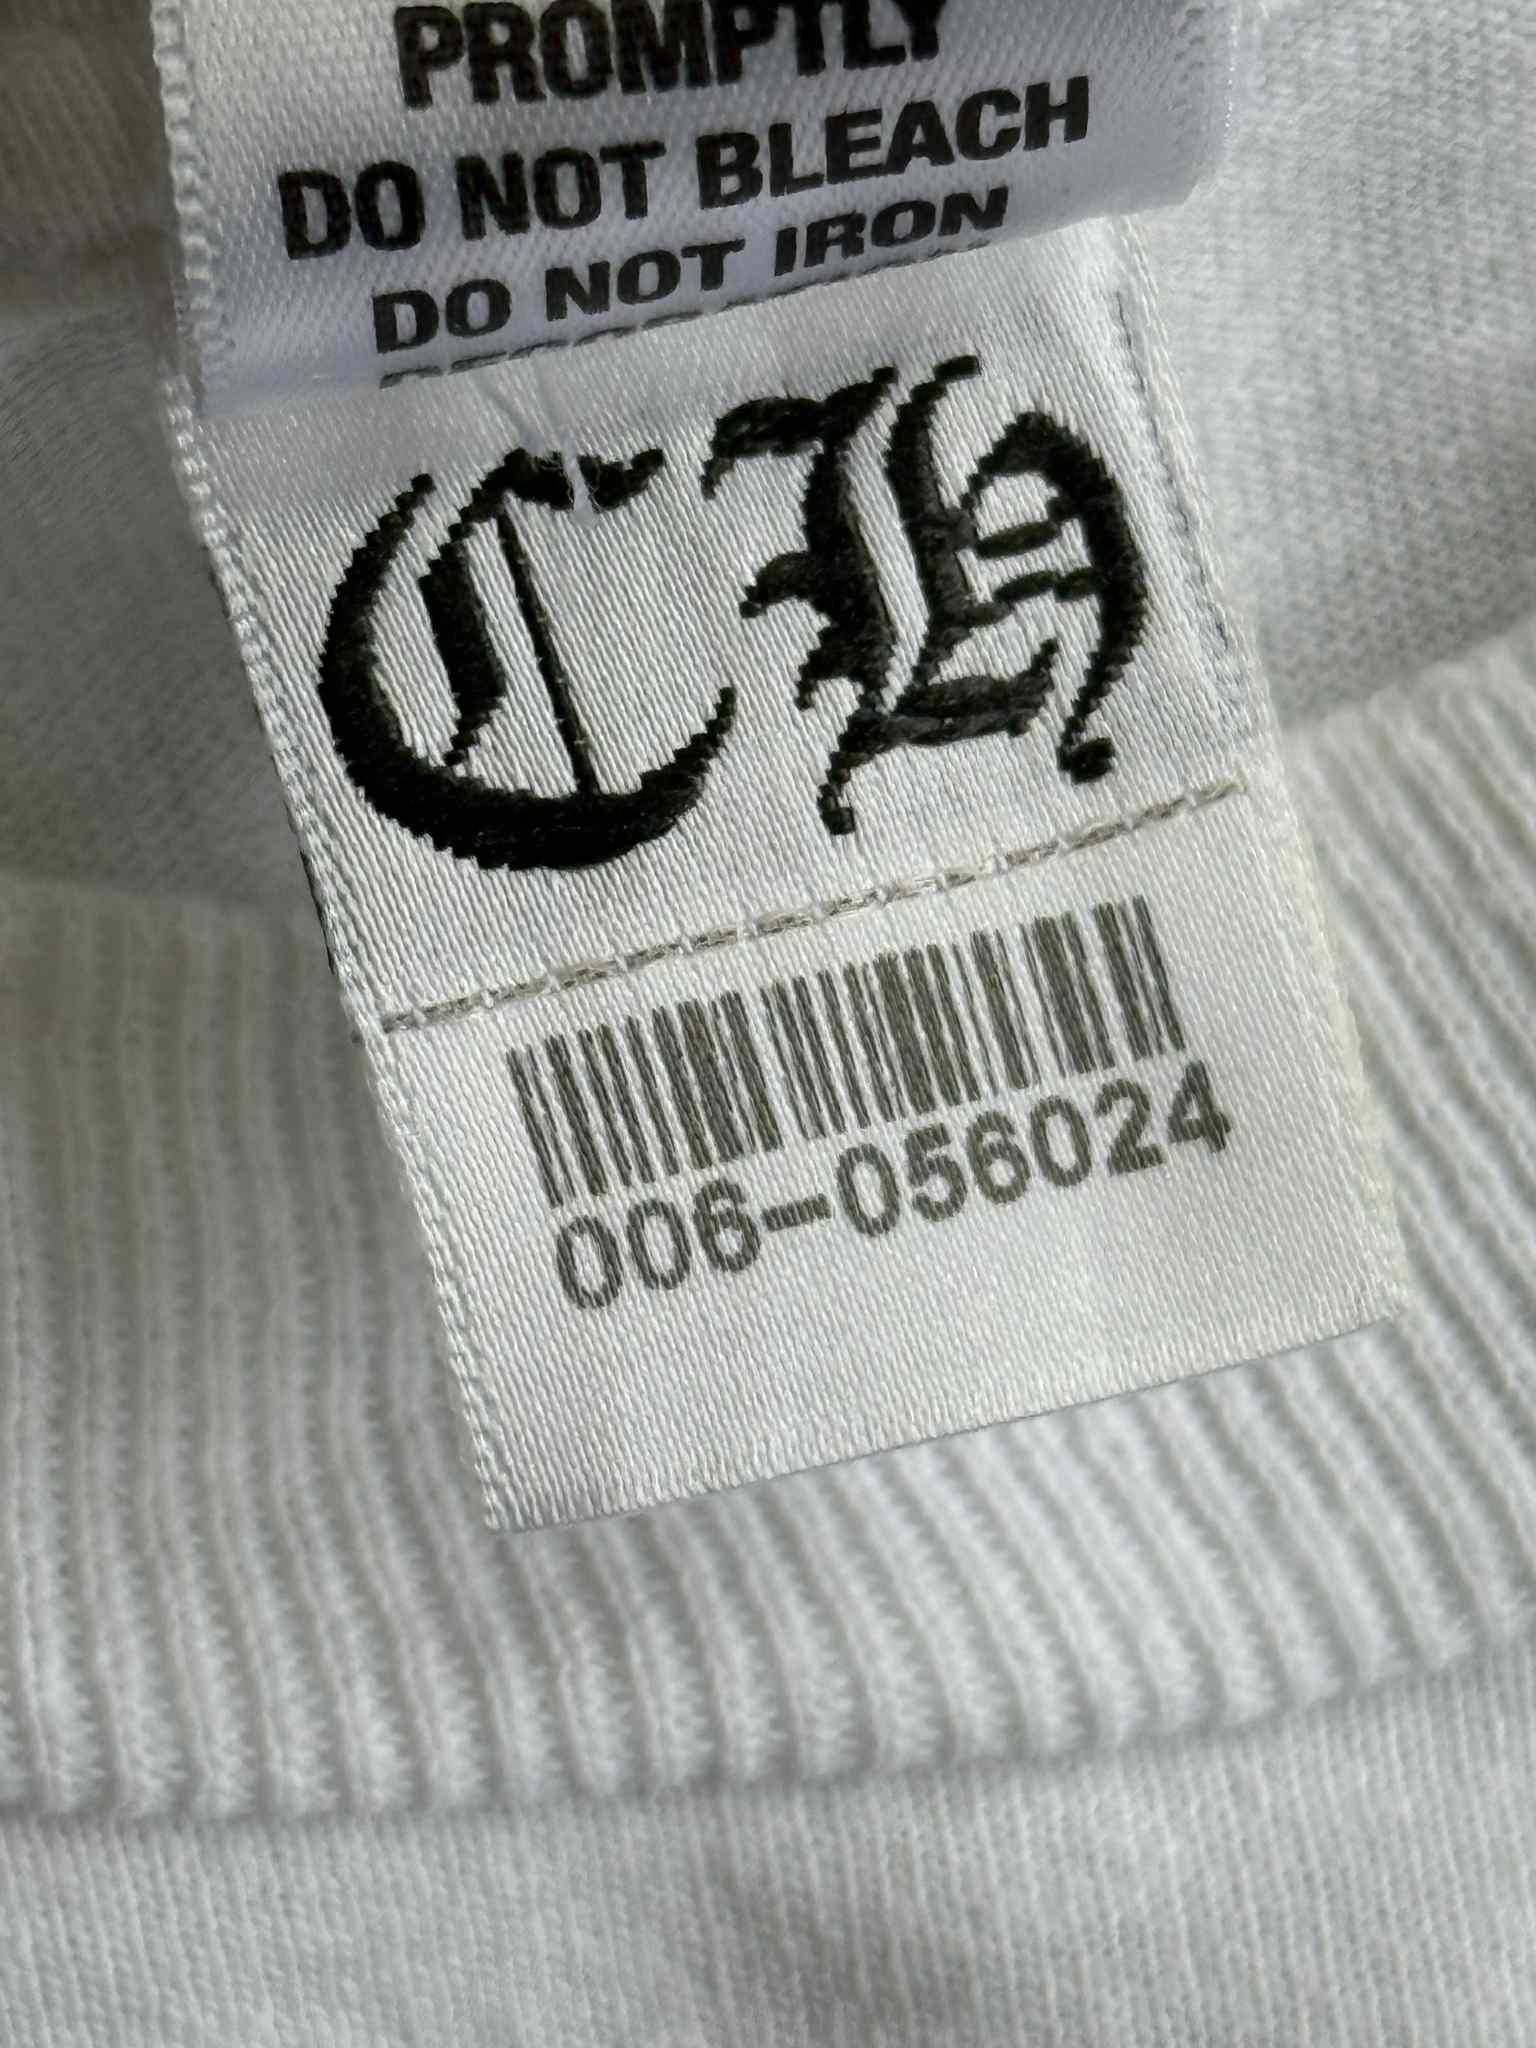 PROMPTLY
DO NOT BLEACH
DO NOT IRON
CH
006-056024